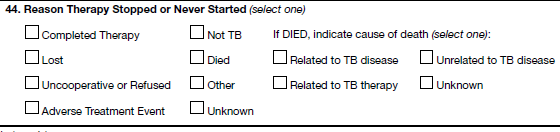 44. Reason Therapy Stopped or Never Started (select one)
Completed Therapy Not TB If DIED, indicate cause of death (select one):
Lost Died Related to TB disease Unrelated to TB disease
Uncooperative or Refused Other Related to TB therapy Unknown
Adverse Treatment Event Unknown